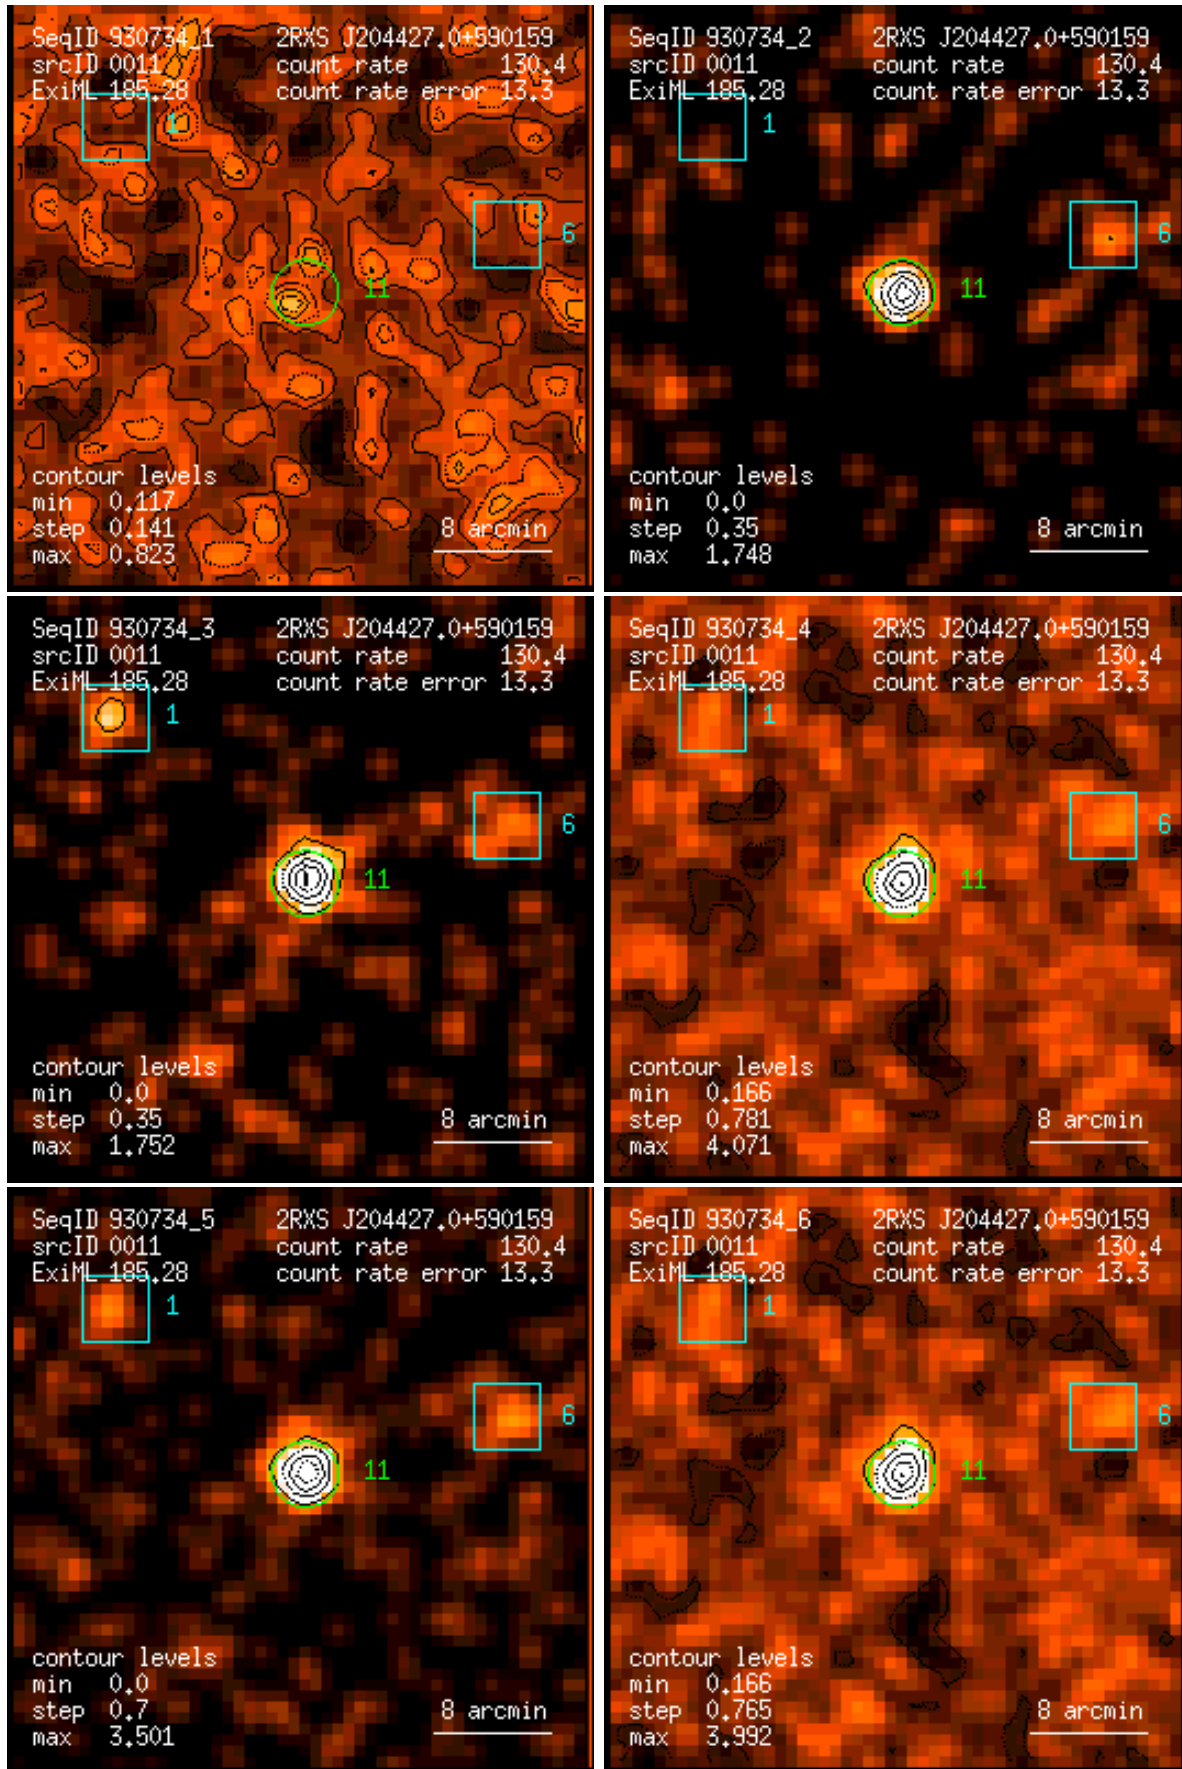 SeqID 930734_1 2RXS J204427.0+590159
srcID 0011 count rate 130.4
ExiML 185.28 count rate error 13.3
1
6
11
contour levels
min 0.117
step 0.141 8 arcmin
max 0.823
SeqID 930734_2 2RXS J204427.0+590159
srcID 0011 count rate 130.4
ExiML 185.28 count rate error 13.3
1
6
11
contour levels
min 0.0
step 0.35 8 arcmin
max 1.748
SeqID 930734_3 2RXS J204427.0+590159
srcID 0011 count rate 130.4
ExiML 185.28 count rate error 13.3
1
6
11
contour levels
min 0.0
step 0.35 8 arcmin
max 1.752
SeqID 930734_4 2RXS J204427.0+590159
srcID 0011 count rate 130.4
ExiML 185.28 count rate error 13.3
1
6
11
contour levels
min 0.166
step 0.781 8 arcmin
max 4.071
SeqID 930734_5 2RXS J204427.0+590159
srcID 0011 count rate 130.4
ExiML 185.28 count rate error 13.3
1
6
11
contour levels
min 0.0
step 0.7 8 arcmin
max 3.501
SeqID 930734_6 2RXS J204427.0+590159
srcID 0011 count rate 130.4
ExiML 185.28 count rate error 13.3
1
6
11
contour levels
min 0.166
step 0.765 8 arcmin
max 3.992